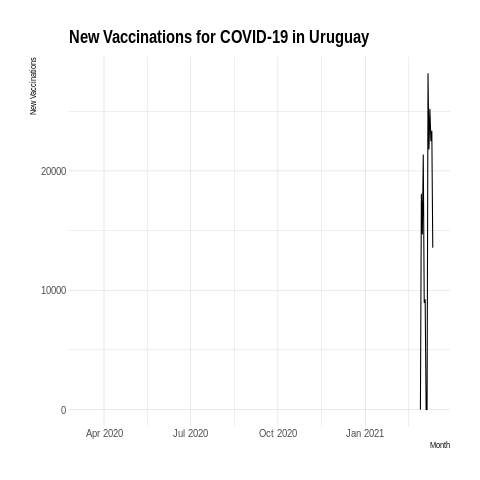 New Vaccinations for COVID-19 in Uruguay
New Vaccinations
20000
10000
0
Apr 2020
Jul 2020
Oct 2020
Jan 2021
Month